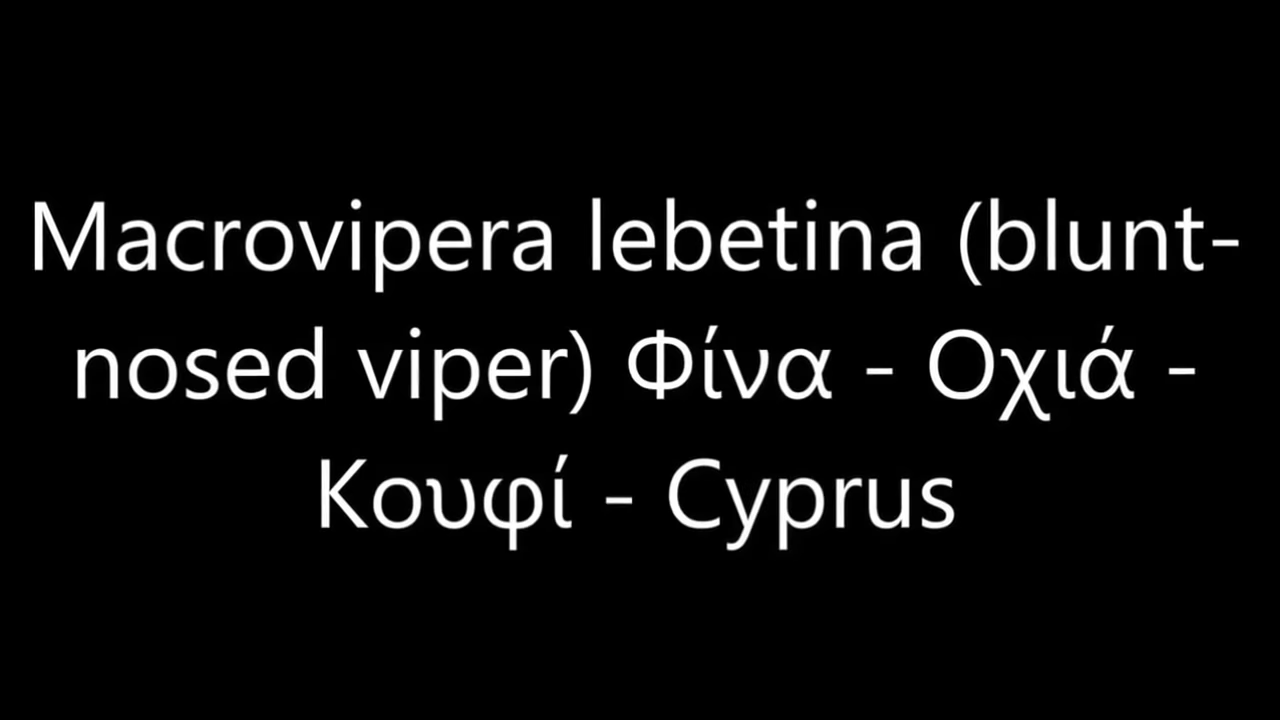 Macrovipera lebetina (blunt-
nosed viper) Φίνα - Οχιά -
Κουφί - Cyprus